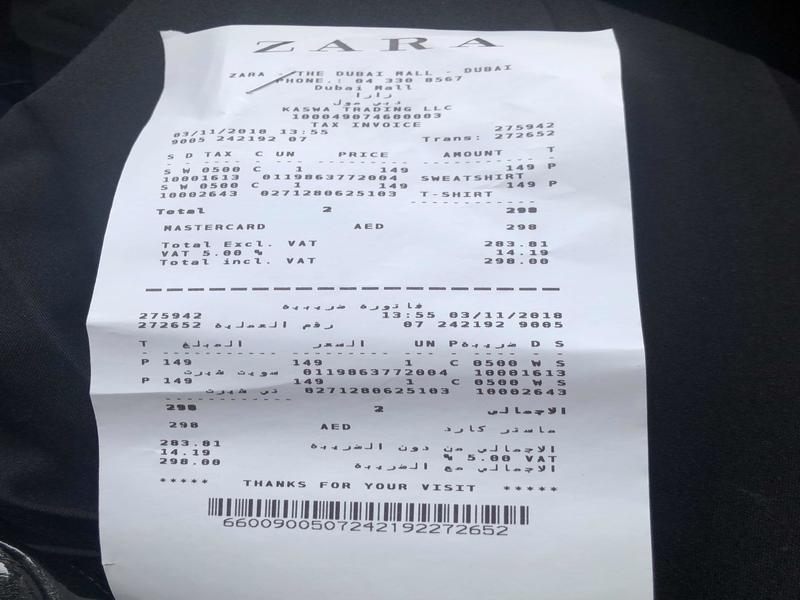 ZARA
ZARA - THE DUBAI MALL - DUBAI
PHONE.: 04 330 8567
Dubai Mall
زارا
دبي مول
KASWA TRADING LLC
100049074600003
TAX INVOICE
03/11/2018 13:55 275942
9005 242192 07 Trans: 272652
S D TAX C UN PRICE AMOUNT T
S W 0500 C 1 149 149 P
10001613 0119863772004 SWEATSHIRT
S W 0500 C 1 149 149 P
10002643 0271280625103 T-SHIRT
Total 2 298
MASTERCARD AED 298
Total Excl. VAT 283.81
VAT 5.00 % 14.19
Total incl. VAT 298.00
فاتورة ضريبية
275942 13:55 03/11/2018
272652 رقم العملية 07 242192 9005
T المبلغ السعر UN ضريبةP D S
P 149 149 1 C 0500 W S
سويت شيرت 0119863772004 10001613
P 149 149 1 C 0500 W S
تي شيرت 0271280625103 10002643
298 2 الاجمالي
298 AED ماستر كارد
283.81 الاجمالي من دون الضريبة
14.19 % 5.00 VAT
298.00 الاجمالي مع الضريبة
***** THANKS FOR YOUR VISIT *****
66009005072421922726​52